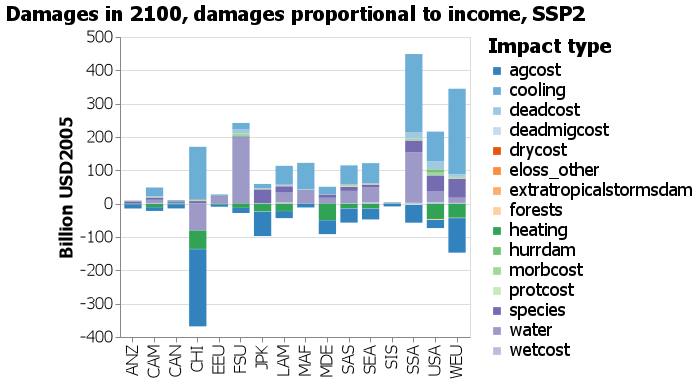 Damages in 2100, damages proportional to income, SSP2
500
400
300
200
100
0
-100
-200
-300
-400
Billion USD2005
ANZ
CAM
CAN
CHI
EEU
FSU
JPK
LAM
MAF
MDE
SAS
SEA
SIS
SSA
USA
WEU
Impact type
agcost
cooling
deadcost
deadmigcost
drycost
eloss_other
extratropicalstormsdam
forests
heating
hurrdam
morbcost
protcost
species
water
wetcost